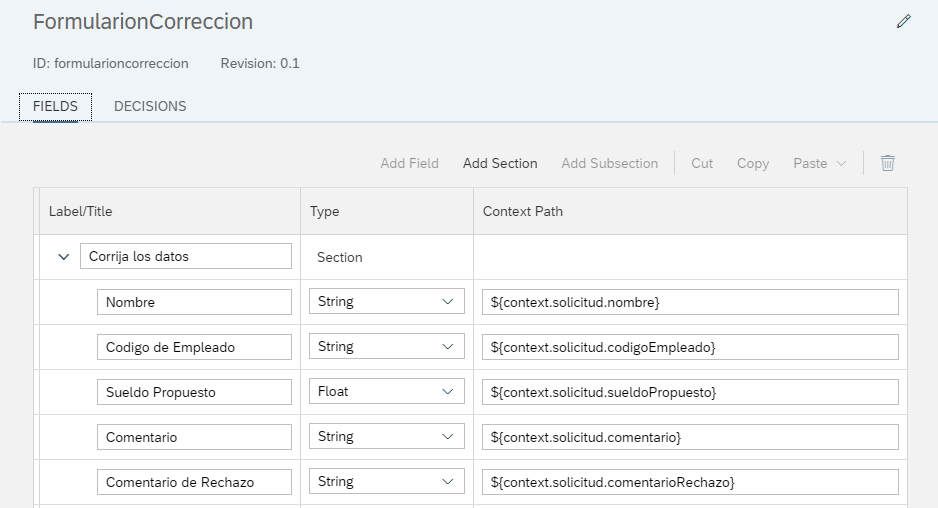 FormularionCorreccion
ID: formularioncorreccion Revision: 0.1
FIELDS DECISIONS
Add Field Add Section Add Subsection Cut Copy Paste
Label/Title Type Context Path
Corrija los datos Section
Nombre String ${context.solicitud.nombre}
Codigo de Empleado String ${context.solicitud.codigoEmpleado}
Sueldo Propuesto Float ${context.solicitud.sueldoPropuesto}
Comentario String ${context.solicitud.comentario}
Comentario de Rechazo String ${context.solicitud.comentarioRechazo}